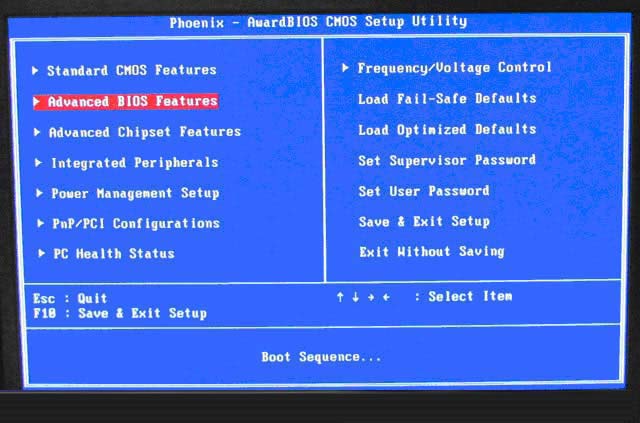 Phoenix - AwardBIOS CMOS Setup Utility
Standard CMOS Features
Advanced BIOS Features
Advanced Chipset Features
Integrated Peripherals
Power Management Setup
PnP/PCI Configurations
PC Health Status
Frequency/Voltage Control
Load Fail-Safe Defaults
Load Optimized Defaults
Set Supervisor Password
Set User Password
Save & Exit Setup
Exit Without Saving
Esc : Quit
F10 : Save & Exit Setup
↑ ↓ → ← : Select Item
Boot Sequence...